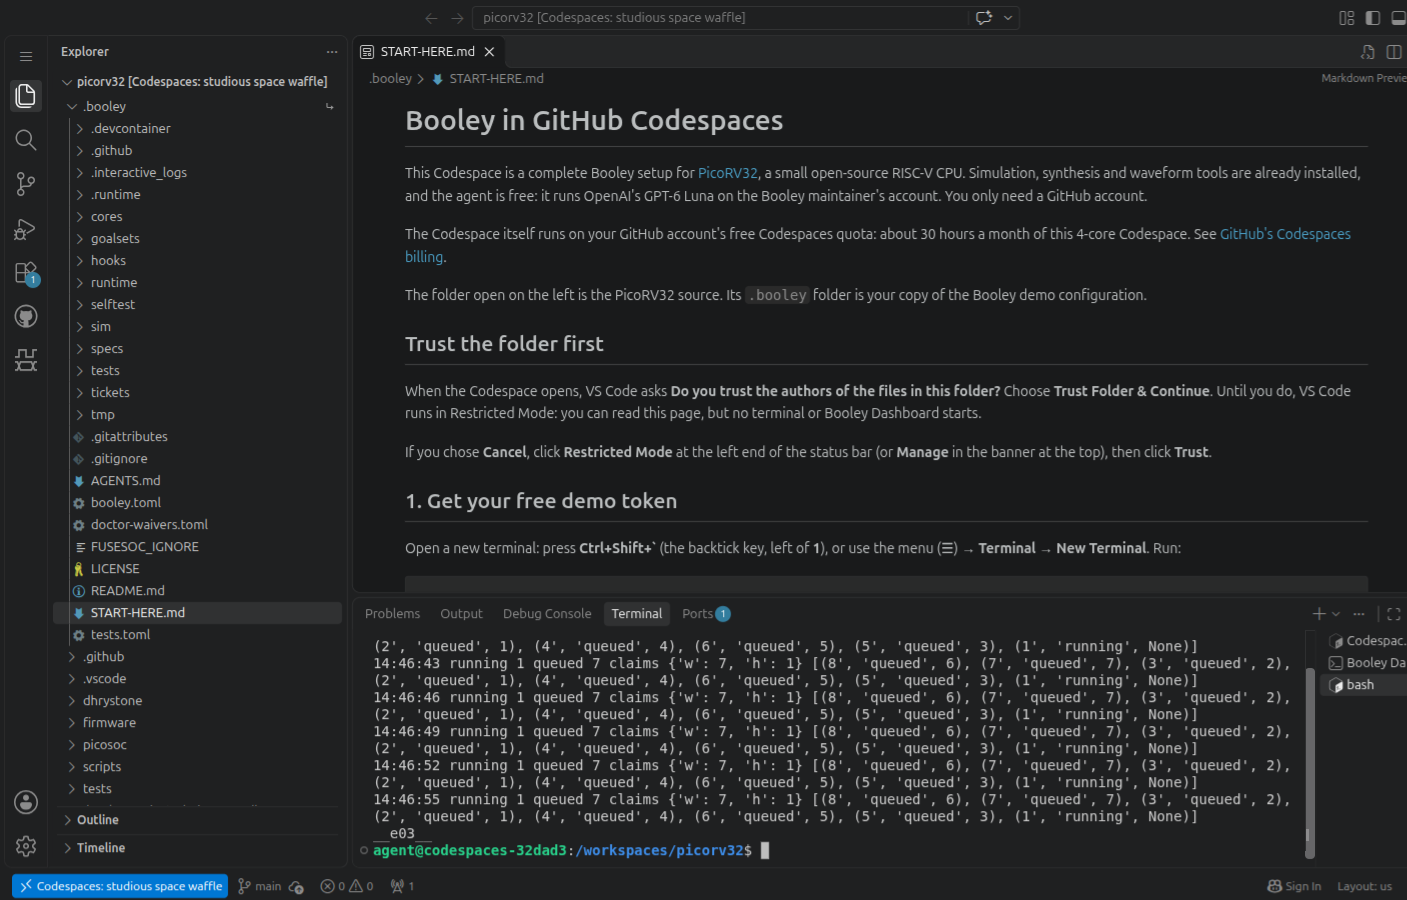 picorv32 [Codespaces: studious space waffle]
Explorer
picorv32 [Codespaces: studious space waffle]
.booley
.devcontainer
.github
.interactive_logs
.runtime
cores
goalsets
hooks
runtime
selftest
sim
specs
tests
tickets
tmp
.gitattributes
.gitignore
AGENTS.md
booley.toml
doctor-waivers.toml
FUSESOC_IGNORE
LICENSE
README.md
START-HERE.md
tests.toml
.github
.vscode
dhrystone
firmware
picosoc
scripts
tests
Outline
Timeline
1
START-HERE.md
.booley > START-HERE.md
Markdown Previe
Booley in GitHub Codespaces
This Codespace is a complete Booley setup for PicoRV32, a small open-source RISC-V CPU. Simulation, synthesis and waveform tools are already installed,
and the agent is free: it runs OpenAI's GPT-6 Luna on the Booley maintainer's account. You only need a GitHub account.
The Codespace itself runs on your GitHub account's free Codespaces quota: about 30 hours a month of this 4-core Codespace. See GitHub's Codespaces
billing.
The folder open on the left is the PicoRV32 source. Its .booley folder is your copy of the Booley demo configuration.
Trust the folder first
When the Codespace opens, VS Code asks Do you trust the authors of the files in this folder? Choose Trust Folder & Continue. Until you do, VS Code
runs in Restricted Mode: you can read this page, but no terminal or Booley Dashboard starts.
If you chose Cancel, click Restricted Mode at the left end of the status bar (or Manage in the banner at the top), then click Trust.
1. Get your free demo token
Open a new terminal: press Ctrl+Shift+` (the backtick key, left of 1), or use the menu (☰) → Terminal → New Terminal. Run:
Problems Output Debug Console Terminal Ports 1
(2', 'queued', 1), (4', 'queued', 4), (6', 'queued', 5), (5', 'queued', 3), (1', 'running', None)]
14:46:43 running 1 queued 7 claims {'w': 7, 'h': 1} [(8', 'queued', 6), (7', 'queued', 7), (3', 'queued', 2),
(2', 'queued', 1), (4', 'queued', 4), (6', 'queued', 5), (5', 'queued', 3), (1', 'running', None)]
14:46:46 running 1 queued 7 claims {'w': 7, 'h': 1} [(8', 'queued', 6), (7', 'queued', 7), (3', 'queued', 2),
(2', 'queued', 1), (4', 'queued', 4), (6', 'queued', 5), (5', 'queued', 3), (1', 'running', None)]
14:46:49 running 1 queued 7 claims {'w': 7, 'h': 1} [(8', 'queued', 6), (7', 'queued', 7), (3', 'queued', 2),
(2', 'queued', 1), (4', 'queued', 4), (6', 'queued', 5), (5', 'queued', 3), (1', 'running', None)]
14:46:52 running 1 queued 7 claims {'w': 7, 'h': 1} [(8', 'queued', 6), (7', 'queued', 7), (3', 'queued', 2),
(2', 'queued', 1), (4', 'queued', 4), (6', 'queued', 5), (5', 'queued', 3), (1', 'running', None)]
14:46:55 running 1 queued 7 claims {'w': 7, 'h': 1} [(8', 'queued', 6), (7', 'queued', 7), (3', 'queued', 2),
(2', 'queued', 1), (4', 'queued', 4), (6', 'queued', 5), (5', 'queued', 3), (1', 'running', None)]
__e03__
agent@codespaces-32dad3:/workspaces/picorv32$
Codespac.
Booley Da
bash
Codespaces: studious space waffle main 0 0 1 Sign In Layout: us